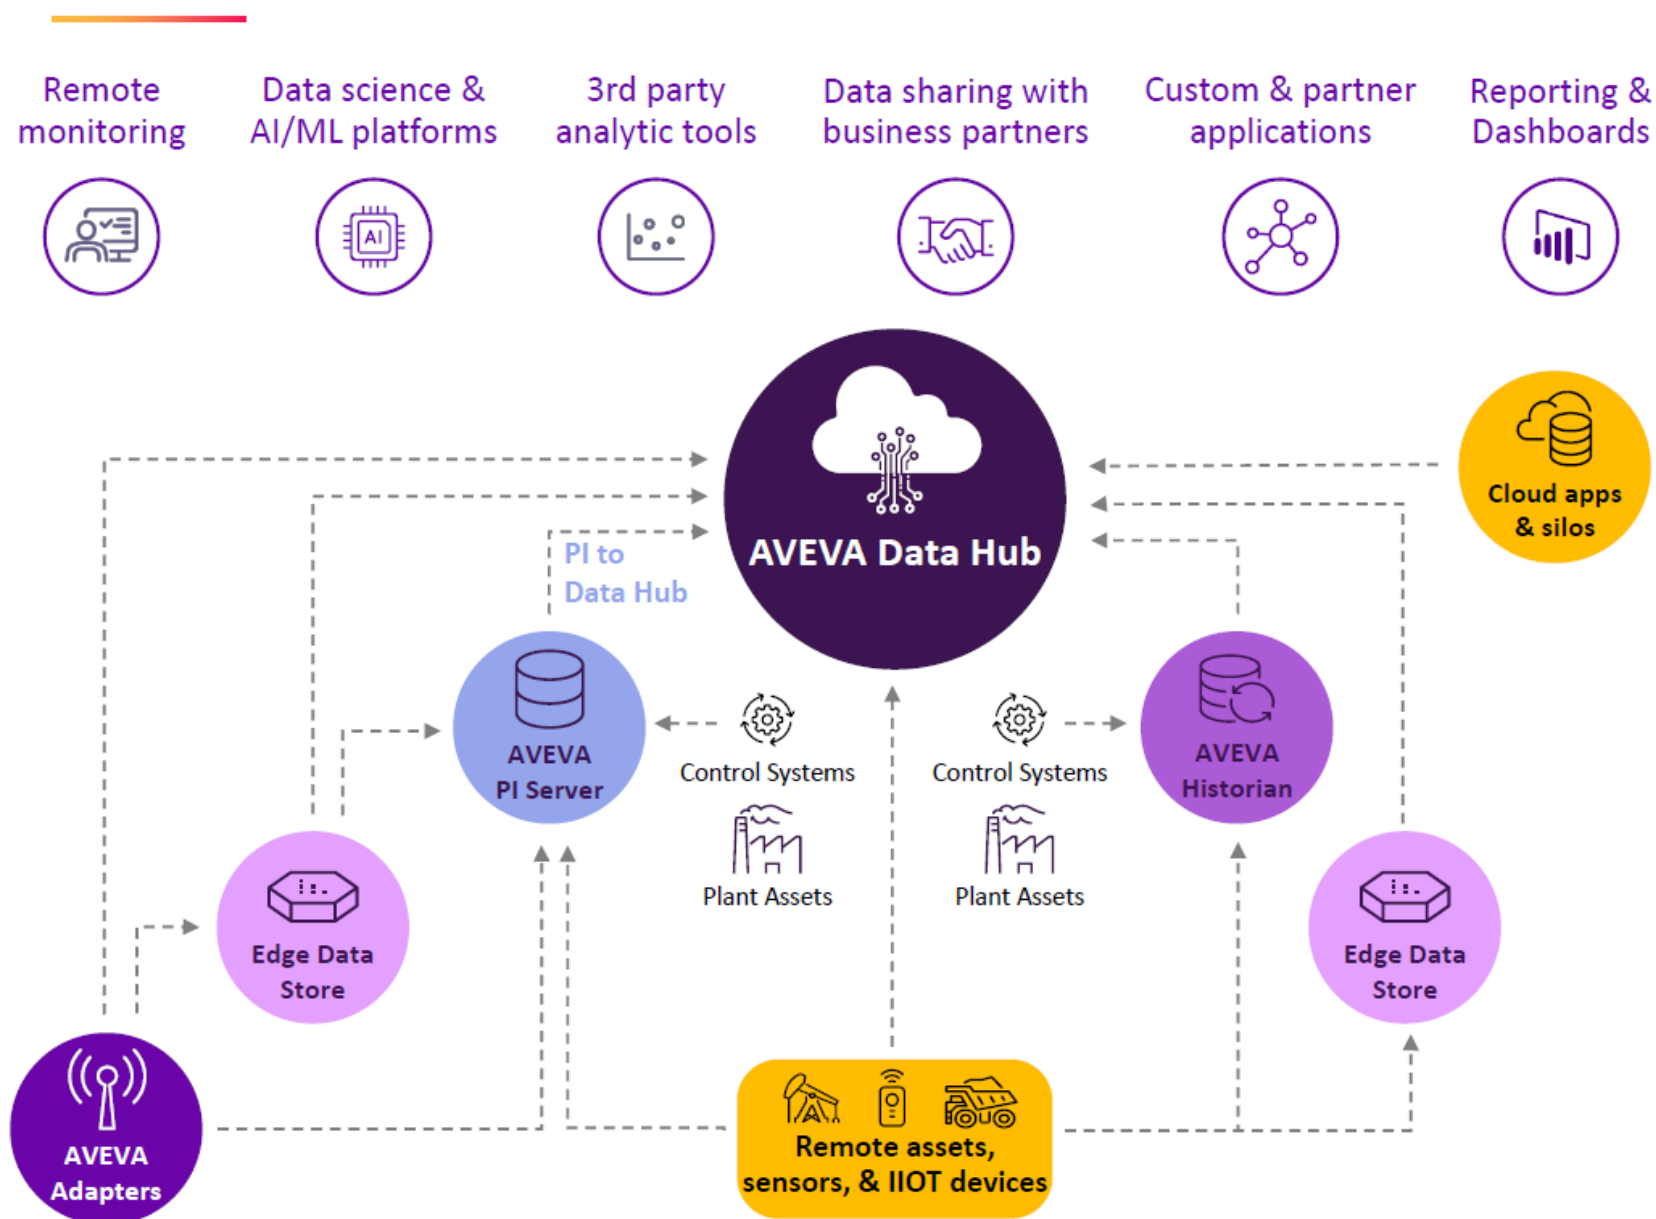 Remote
monitoring
Data science &
AI/ML platforms
3rd party
analytic tools
Data sharing with
business partners
Custom & partner
applications
Reporting &
Dashboards
AI
AVEVA Data Hub
Cloud apps
& silos
PI to
Data Hub
AVEVA
PI Server
Control Systems
Plant Assets
Control Systems
Plant Assets
AVEVA
Historian
Edge Data
Store
Edge Data
Store
AVEVA
Adapters
Remote assets,
sensors, & IIOT devices